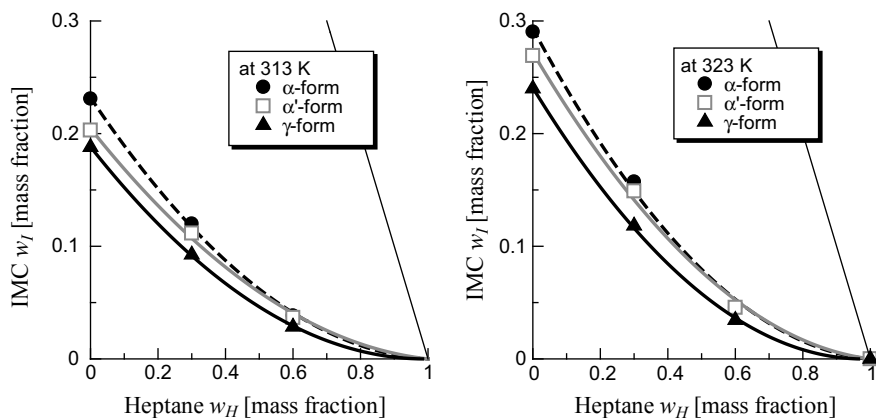 0.3
0.2
0.1
0
IMC w_I [mass fraction]
at 313 K
α-form
α'-form
γ-form
0 0.2 0.4 0.6 0.8 1
Heptane w_H [mass fraction]
0.3
0.2
0.1
0
IMC w_I [mass fraction]
at 323 K
α-form
α'-form
γ-form
0 0.2 0.4 0.6 0.8 1
Heptane w_H [mass fraction]